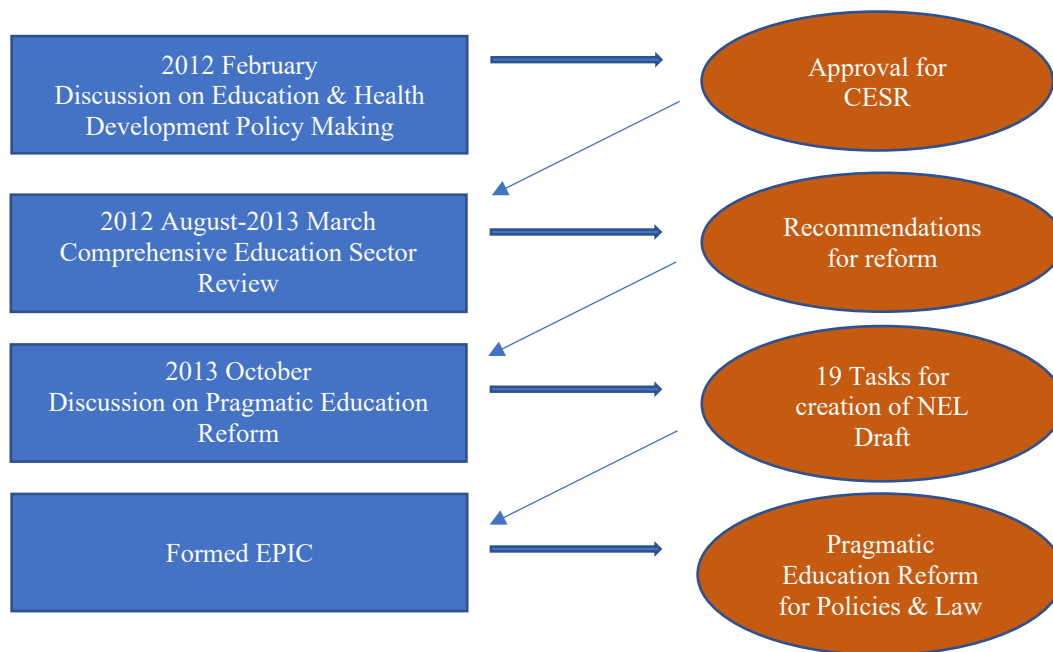 2012 February
Discussion on Education & Health
Development Policy Making
Approval for
CESR
2012 August-2013 March
Comprehensive Education Sector
Review
Recommendations
for reform
2013 October
Discussion on Pragmatic Education
Reform
19 Tasks for
creation of NEL
Draft
Formed EPIC
Pragmatic
Education Reform
for Policies & Law